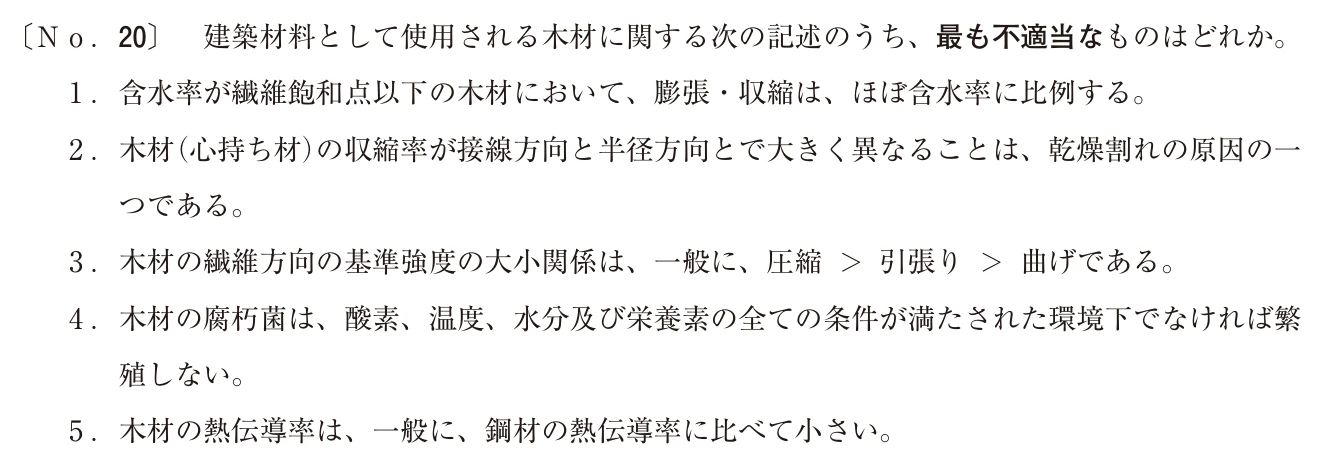 〔No. 20〕 建築材料として使用される木材に関する次の記述のうち、最も不適当なものはどれか。
1. 含水率が繊維飽和点以下の木材において、膨張・収縮は、ほぼ含水率に比例する。
2. 木材(心持ち材)の収縮率が接線方向と半径方向とで大きく異なることは、乾燥割れの原因の一
つである。
3. 木材の繊維方向の基準強度の大小関係は、一般に、圧縮 > 引張り > 曲げである。
4. 木材の腐朽菌は、酸素、温度、水分及び栄養素の全ての条件が満たされた環境下でなければ繁
殖しない。
5. 木材の熱伝導率は、一般に、鋼材の熱伝導率に比べて小さい。